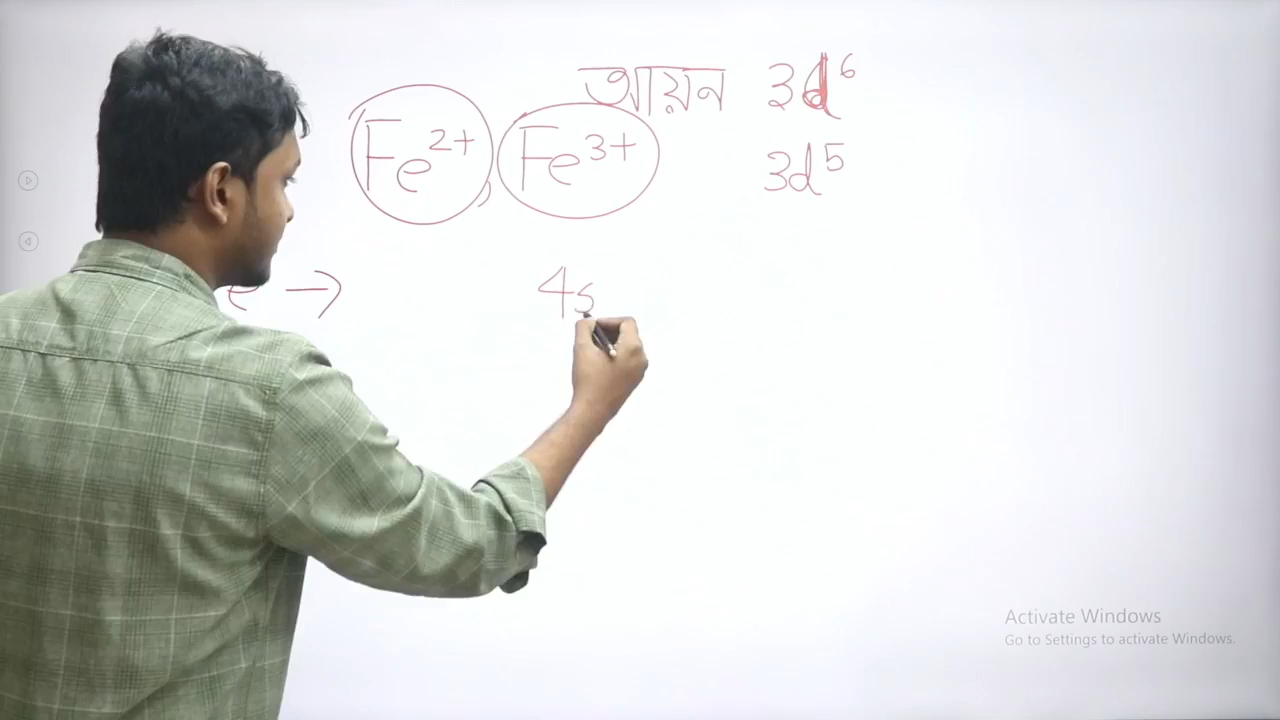 আয়ন 3d⁶
Fe²⁺, Fe³⁺ 3d⁵
e → 4s
Activate Windows
Go to Settings to activate Windows.